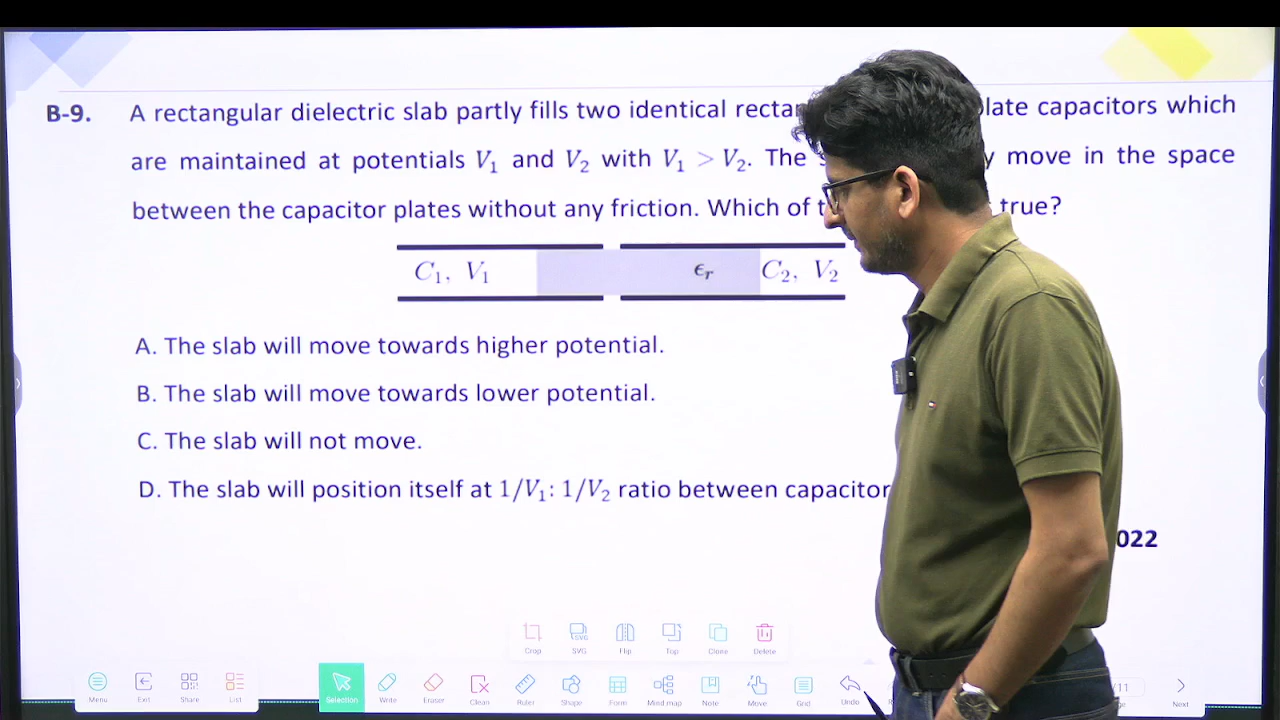 B-9. A rectangular dielectric slab partly fills two identical capacitors which
are maintained at potentials V₁ and V₂ with V₁ > V₂. The move in the space
between the capacitor plates without any friction. Which of true?
C₁, V₁ ϵᵣ C₂, V₂
A. The slab will move towards higher potential.
B. The slab will move towards lower potential.
C. The slab will not move.
D. The slab will position itself at 1/V₁: 1/V₂ ratio between capacitor
022
Crop SVG Flip Top Clone Delete
Menu Exit Share List Selection Write Eraser Clean Ruler Shape Form Mind map Note Move Grid Undo /11 Next